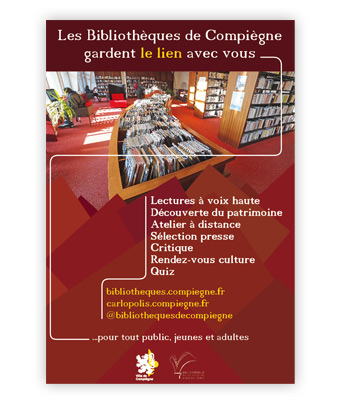 Les Bibliothèques de Compiègne
gardent le lien avec vous
Lectures à voix haute
Découverte du patrimoine
Atelier à distance
Sélection presse
Critique
Rendez-vous culture
Quiz
bibliotheques.compiegne.fr
carlopolis.compiegne.fr
@bibliothequesdecompiegne
...pour tout public, jeunes et adultes
Ville de
Compiègne